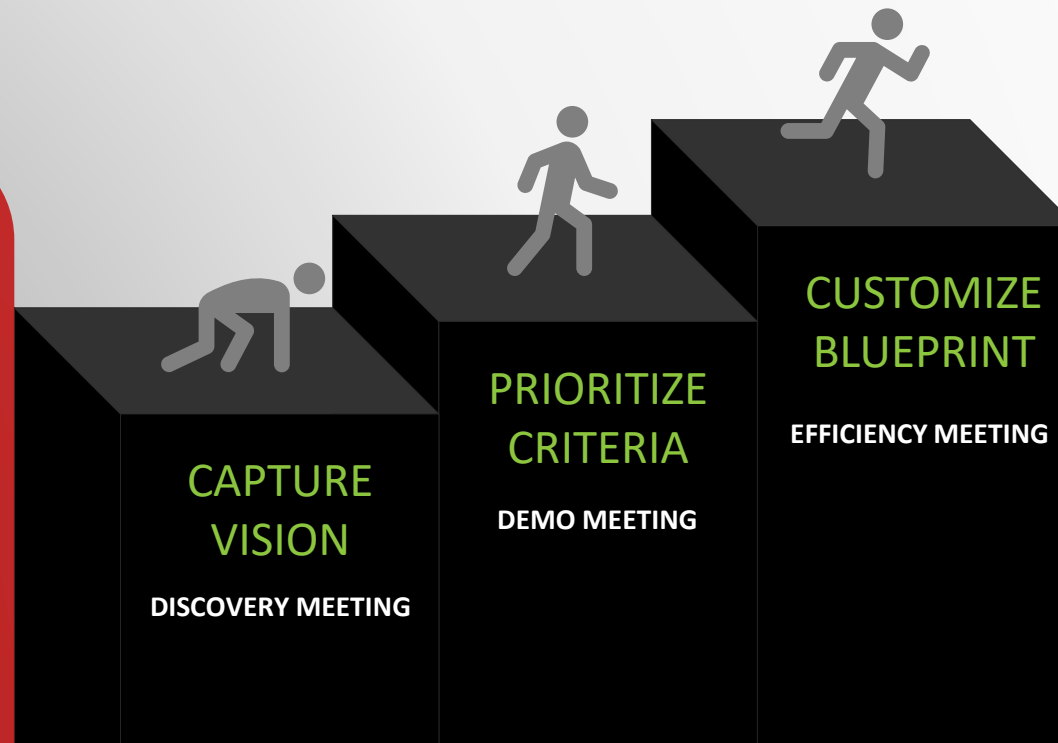 CAPTURE
VISION
DISCOVERY MEETING
PRIORITIZE
CRITERIA
DEMO MEETING
CUSTOMIZE
BLUEPRINT
EFFICIENCY MEETING